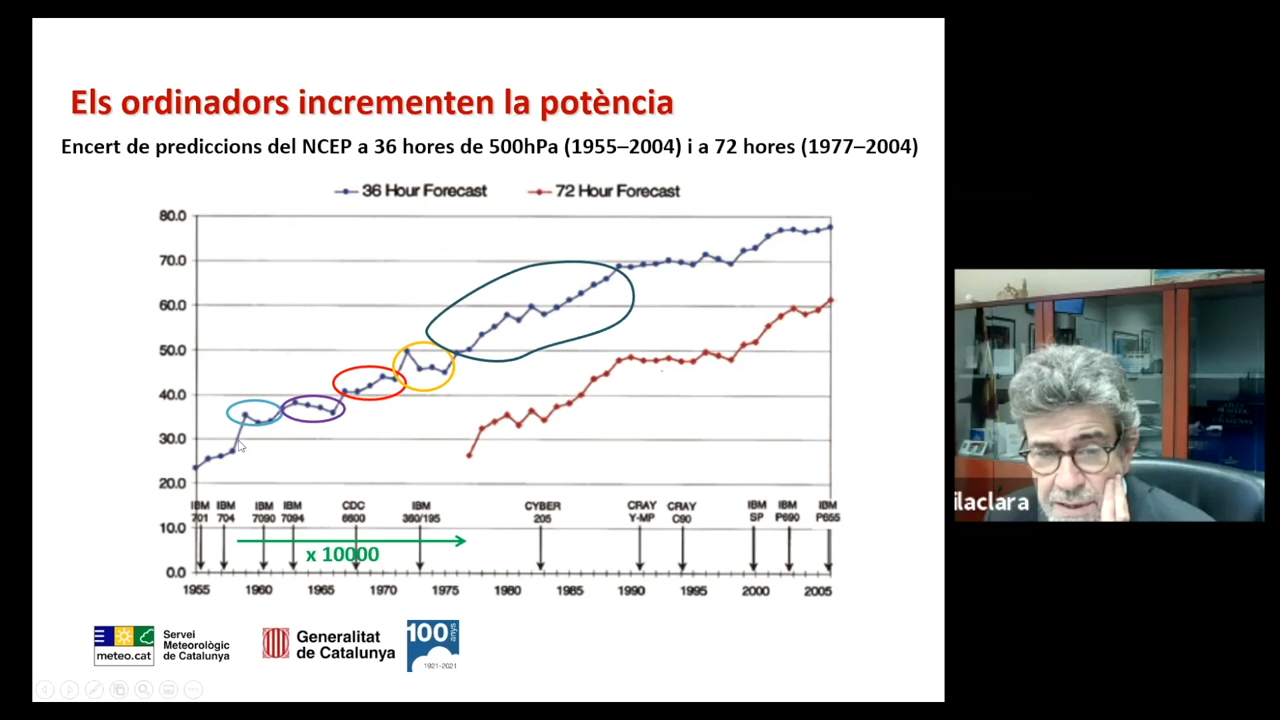 Els ordinadors incrementen la potència
Encert de prediccions del NCEP a 36 hores de 500hPa (1955–2004) i a 72 hores (1977–2004)
36 Hour Forecast 72 Hour Forecast
80.0
70.0
60.0
50.0
40.0
30.0
20.0
10.0
0.0
IBM 701
IBM 704
IBM 7090
IBM 7094
CDC 6600
IBM 360/195
CYBER 205
CRAY Y-MP
CRAY C90
IBM SP
IBM P690
IBM P655
x 10000
1955 1960 1965 1970 1975 1980 1985 1990 1995 2000 2005
meteo.cat
Servei
Meteorològic
de Catalunya
Generalitat
de Catalunya
100 anys
1921-2021
ilaclara